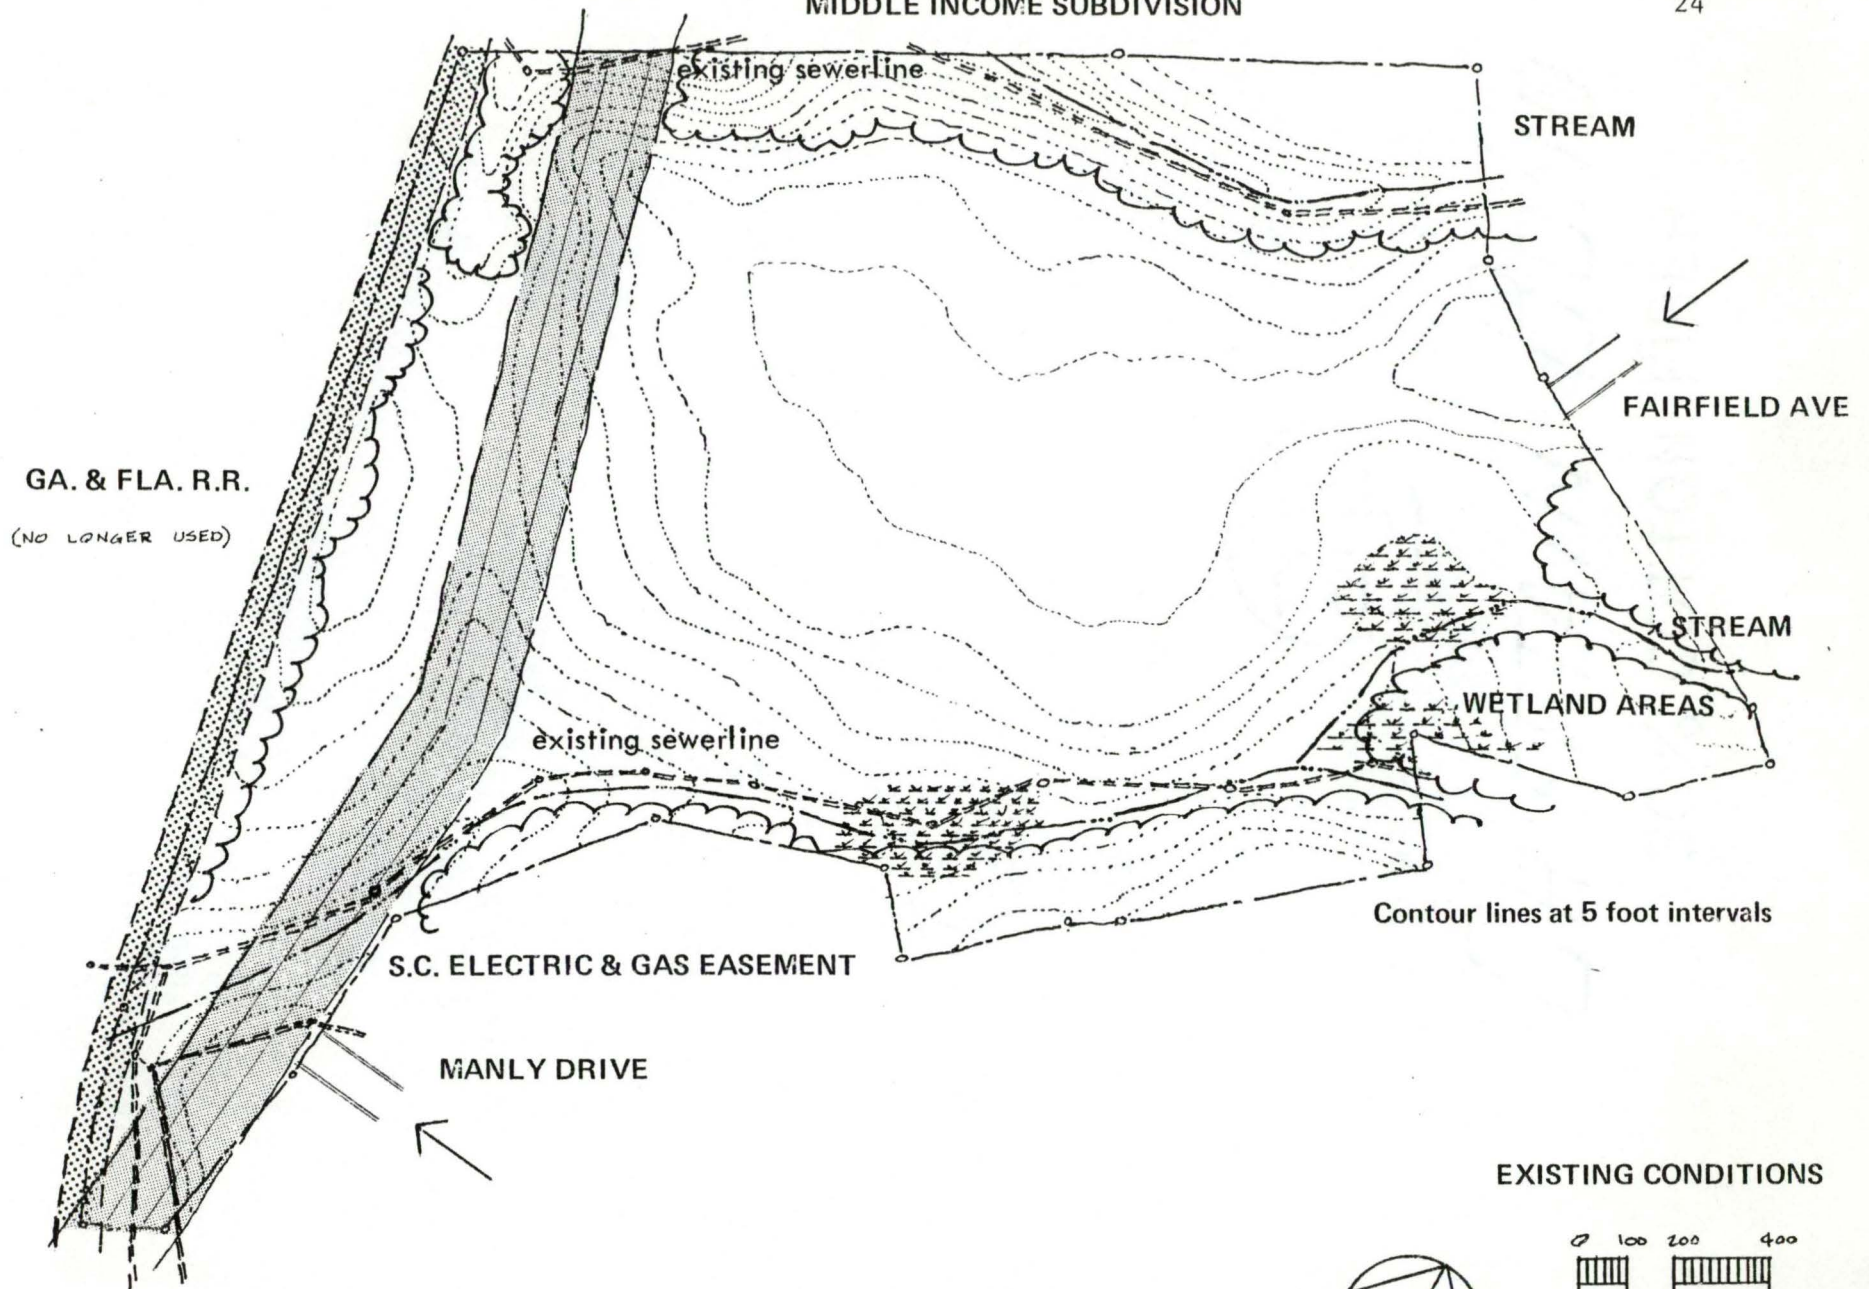 MIDDLE INCOME SUBDIVISION
24
existing sewerline
STREAM
FAIRFIELD AVE
GA. & FLA. R.R.
(NO LONGER USED)
STREAM
WETLAND AREAS
existing sewerline
Contour lines at 5 foot intervals
S.C. ELECTRIC & GAS EASEMENT
MANLY DRIVE
EXISTING CONDITIONS
0 100 200 400